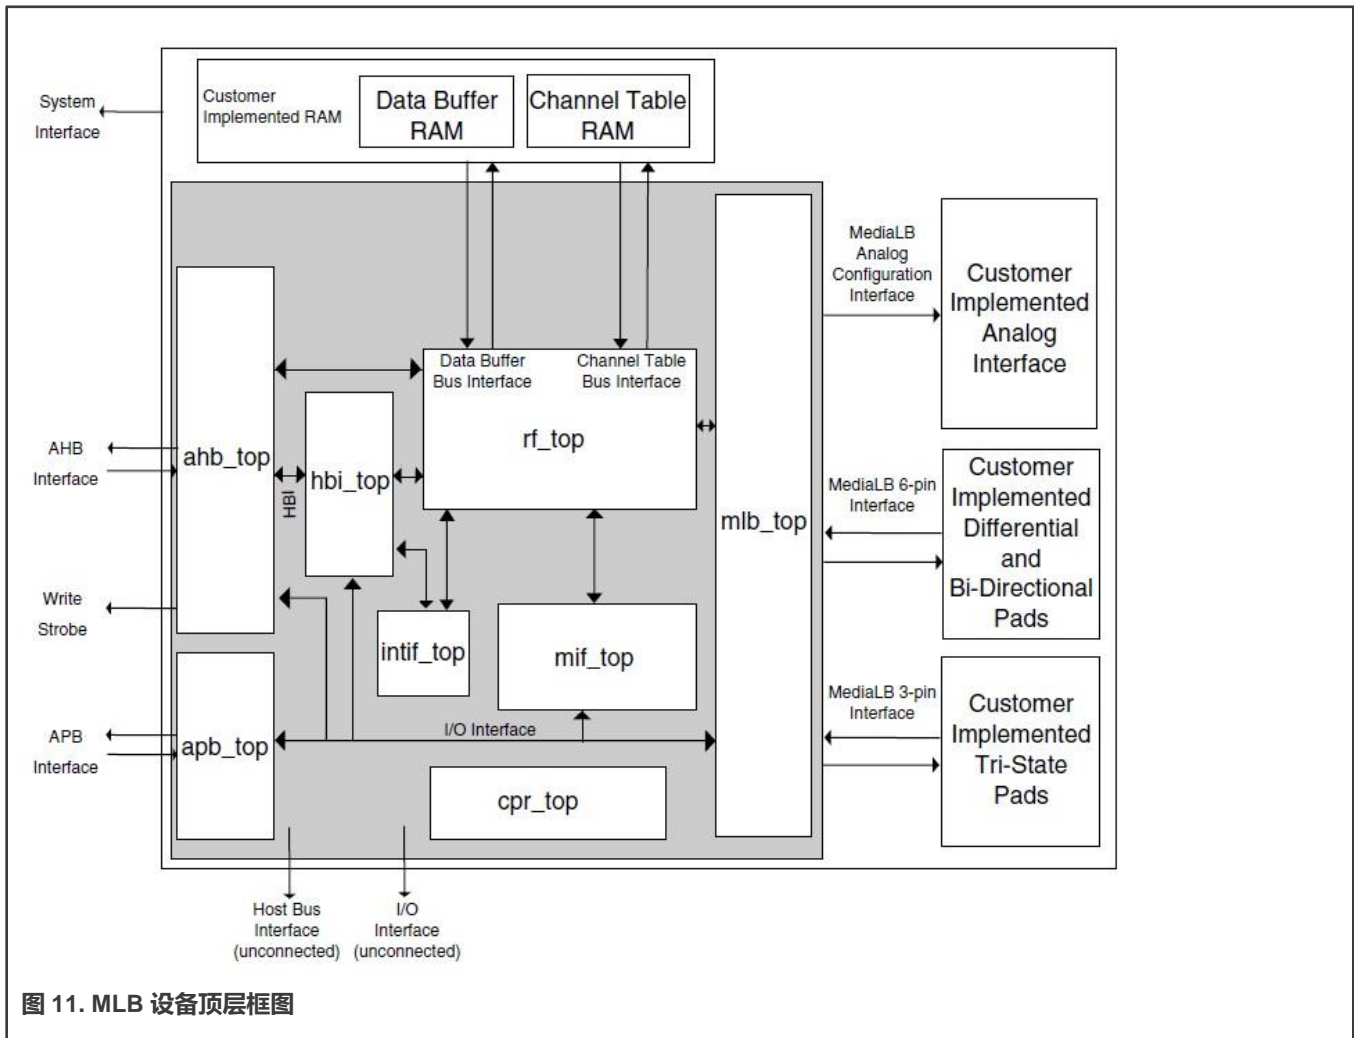 System
Interface
Customer
Implemented RAM
Data Buffer
RAM
Channel Table
RAM
MediaLB
Analog
Configuration
Interface
Customer
Implemented
Analog
Interface
Data Buffer
Bus Interface
Channel Table
Bus Interface
rf_top
AHB
Interface
ahb_top
HBI
hbi_top
mlb_top
MediaLB 6-pin
Interface
Customer
Implemented
Differential
and
Bi-Directional
Pads
Write
Strobe
intif_top
mif_top
MediaLB 3-pin
Interface
Customer
Implemented
Tri-State
Pads
APB
Interface
apb_top
I/O Interface
cpr_top
Host Bus
Interface
(unconnected)
I/O
Interface
(unconnected)
图 11. MLB 设备顶层框图